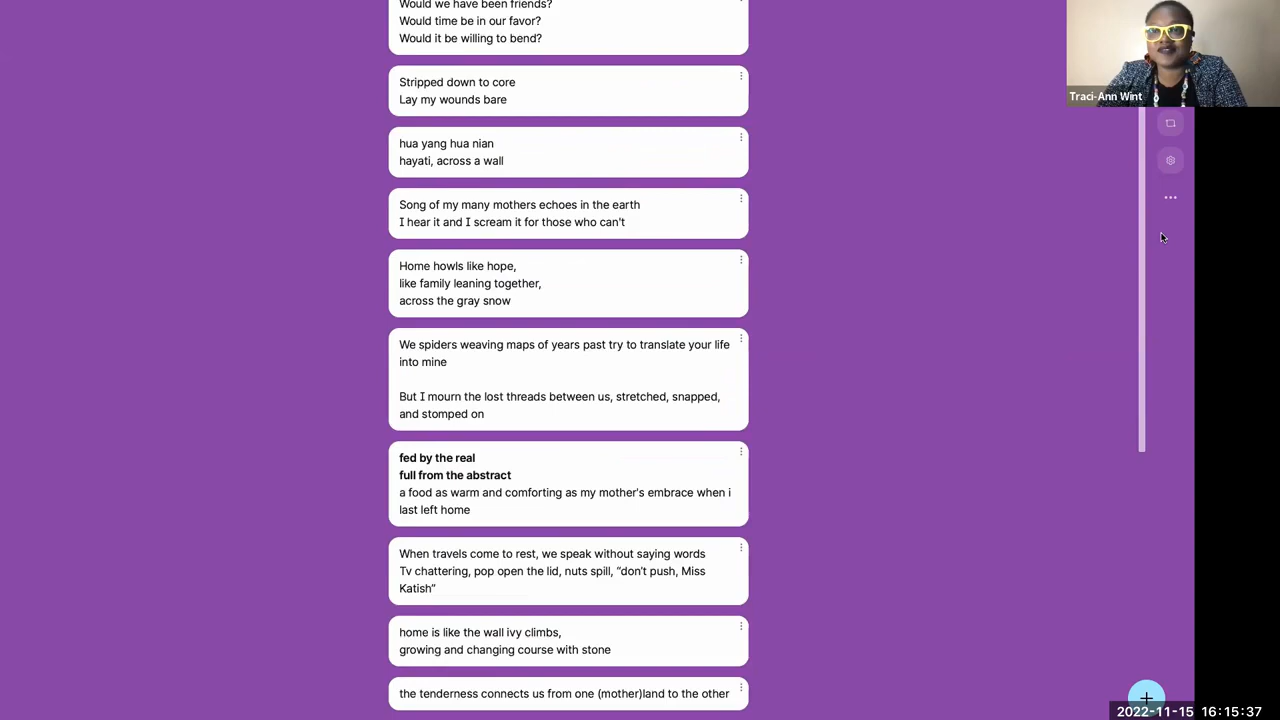 Would we have been friends?
Would time be in our favor?
Would it be willing to bend?
Stripped down to core
Lay my wounds bare
hua yang hua nian
hayati, across a wall
Song of my many mothers echoes in the earth
I hear it and I scream it for those who can't
Home howls like hope,
like family leaning together,
across the gray snow
We spiders weaving maps of years past try to translate your life
into mine
But I mourn the lost threads between us, stretched, snapped,
and stomped on
fed by the real
full from the abstract
a food as warm and comforting as my mother's embrace when i
last left home
When travels come to rest, we speak without saying words
Tv chattering, pop open the lid, nuts spill, “don’t push, Miss
Katish”
home is like the wall ivy climbs,
growing and changing course with stone
the tenderness connects us from one (mother)land to the other
Traci-Ann Wint
2022-11-15 16:15:37